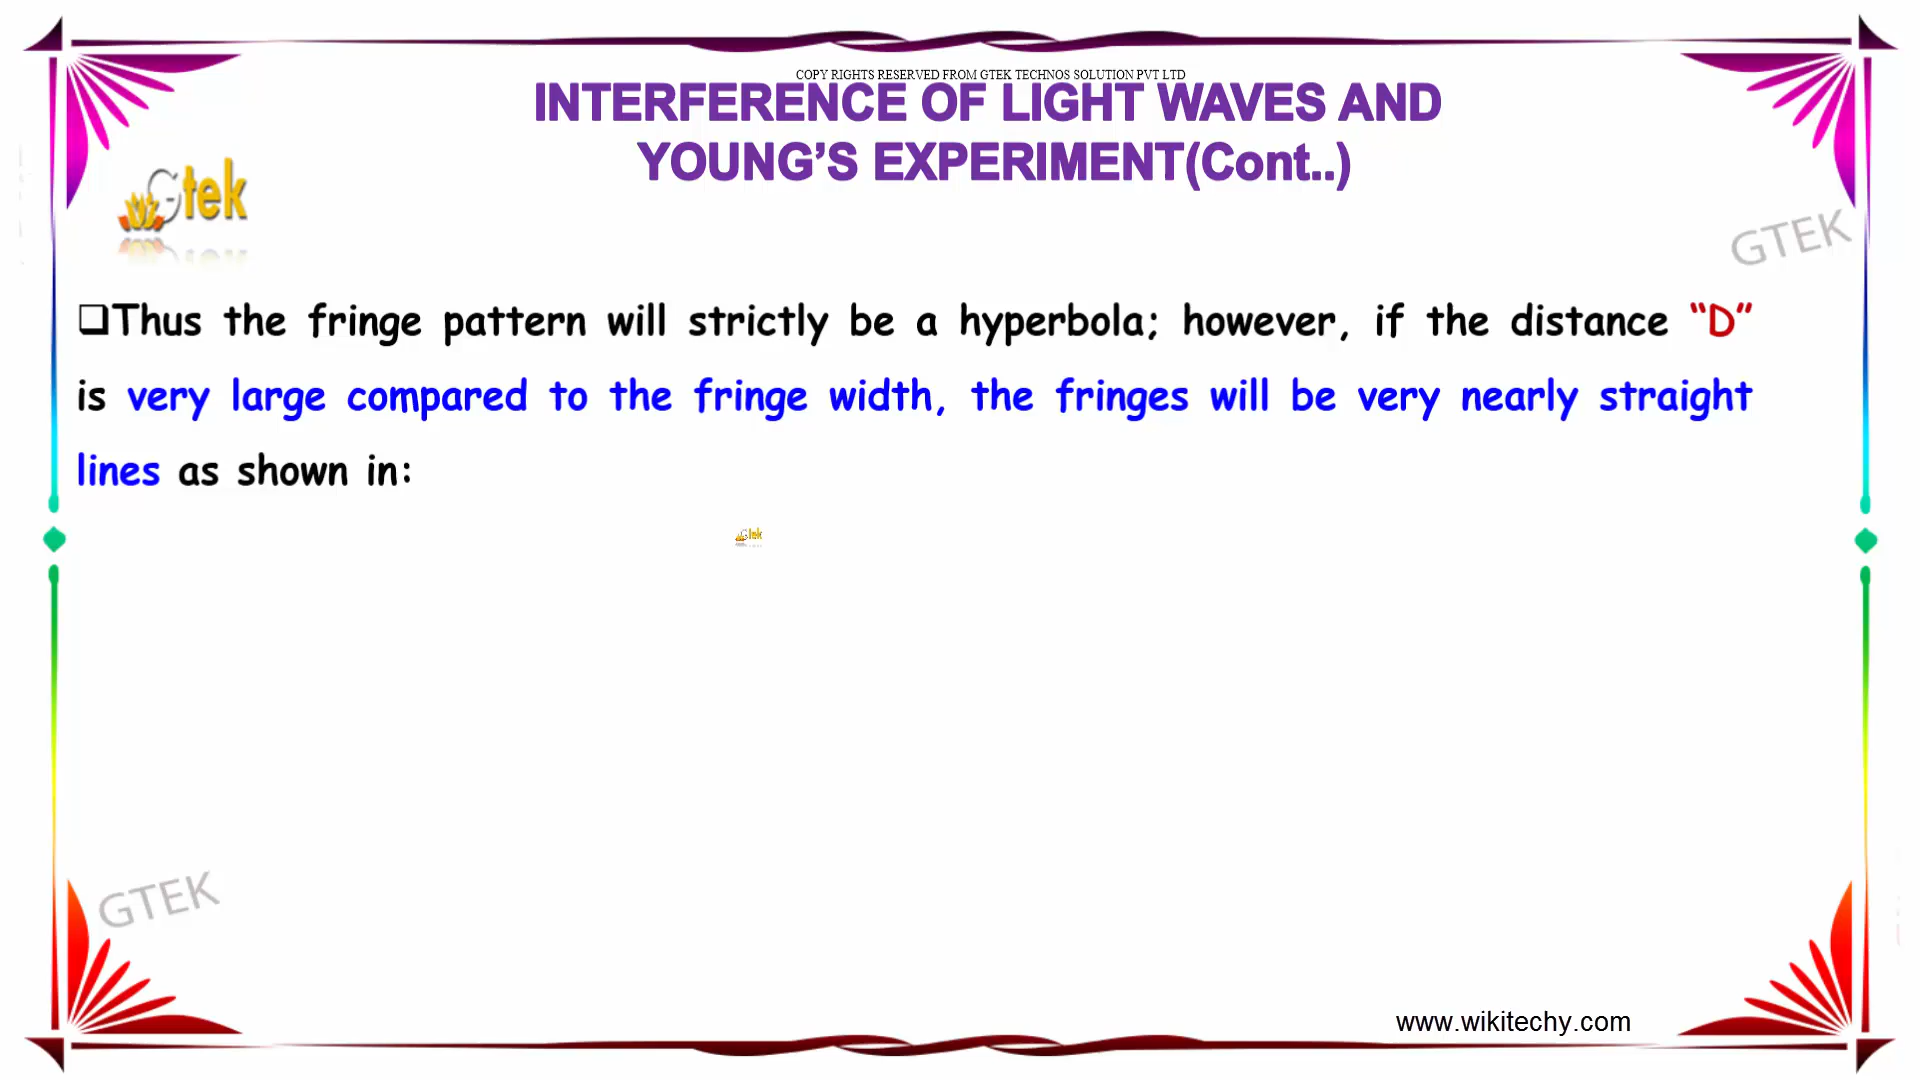 COPY RIGHTS RESERVED FROM GTEK TECHNOS SOLUTION PVT LTD
INTERFERENCE OF LIGHT WAVES AND
YOUNG’S EXPERIMENT(Cont..)
Gtek
GTEK
❑Thus the fringe pattern will strictly be a hyperbola; however, if the distance “D”
is very large compared to the fringe width, the fringes will be very nearly straight
lines as shown in:
Gtek
GTEK
www.wikitechy.com